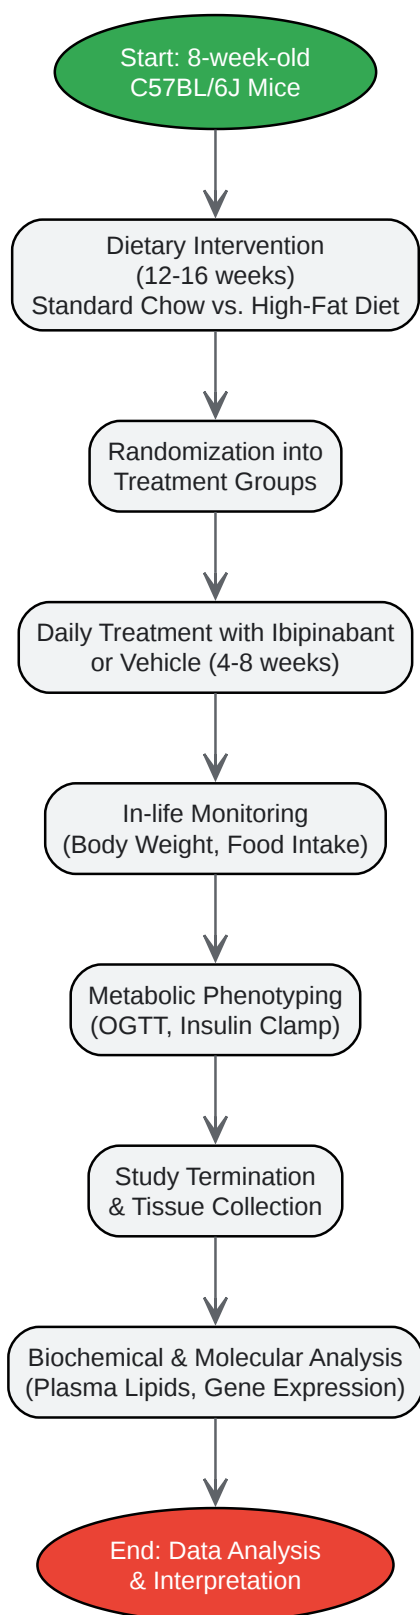 Start: 8-week-old
C57BL/6J Mice
Dietary Intervention
(12-16 weeks)
Standard Chow vs. High-Fat Diet
Randomization into
Treatment Groups
Daily Treatment with Ibipinabant
or Vehicle (4-8 weeks)
In-life Monitoring
(Body Weight, Food Intake)
Metabolic Phenotyping
(OGTT, Insulin Clamp)
Study Termination
& Tissue Collection
Biochemical & Molecular Analysis
(Plasma Lipids, Gene Expression)
End: Data Analysis
& Interpretation